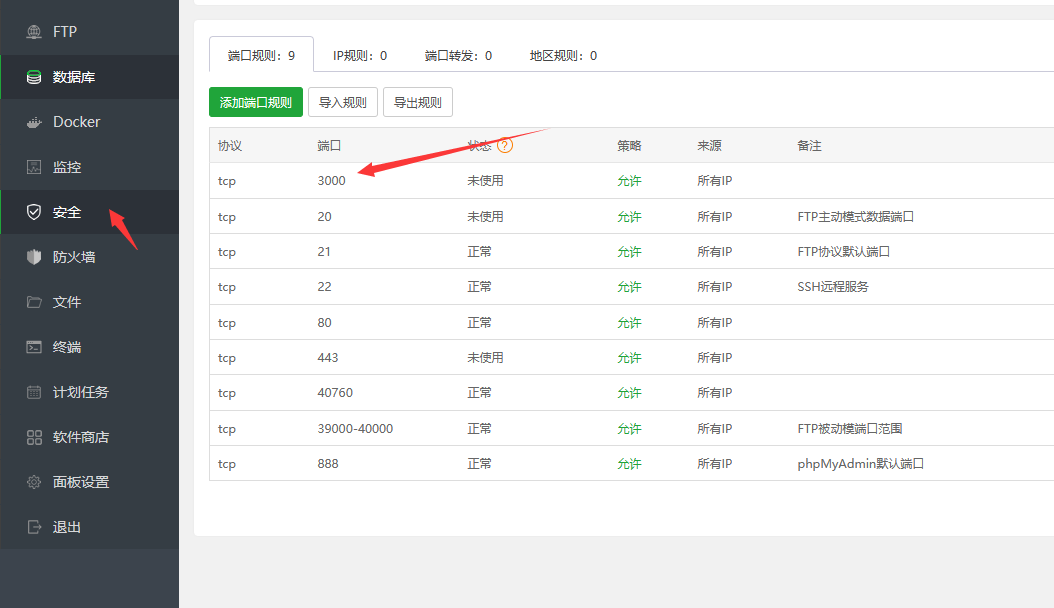 FTP
数据库
Docker
监控
安全
防火墙
文件
终端
计划任务
软件商店
面板设置
退出
端口规则：9 IP规则：0 端口转发：0 地区规则：0
添加端口规则 导入规则 导出规则
协议 端口 状态 ? 策略 来源 备注
tcp 3000 未使用 允许 所有IP
tcp 20 未使用 允许 所有IP FTP主动模式数据端口
tcp 21 正常 允许 所有IP FTP协议默认端口
tcp 22 正常 允许 所有IP SSH远程服务
tcp 80 正常 允许 所有IP
tcp 443 未使用 允许 所有IP
tcp 40760 正常 允许 所有IP
tcp 39000-40000 正常 允许 所有IP FTP被动模端口范围
tcp 888 正常 允许 所有IP phpMyAdmin默认端口